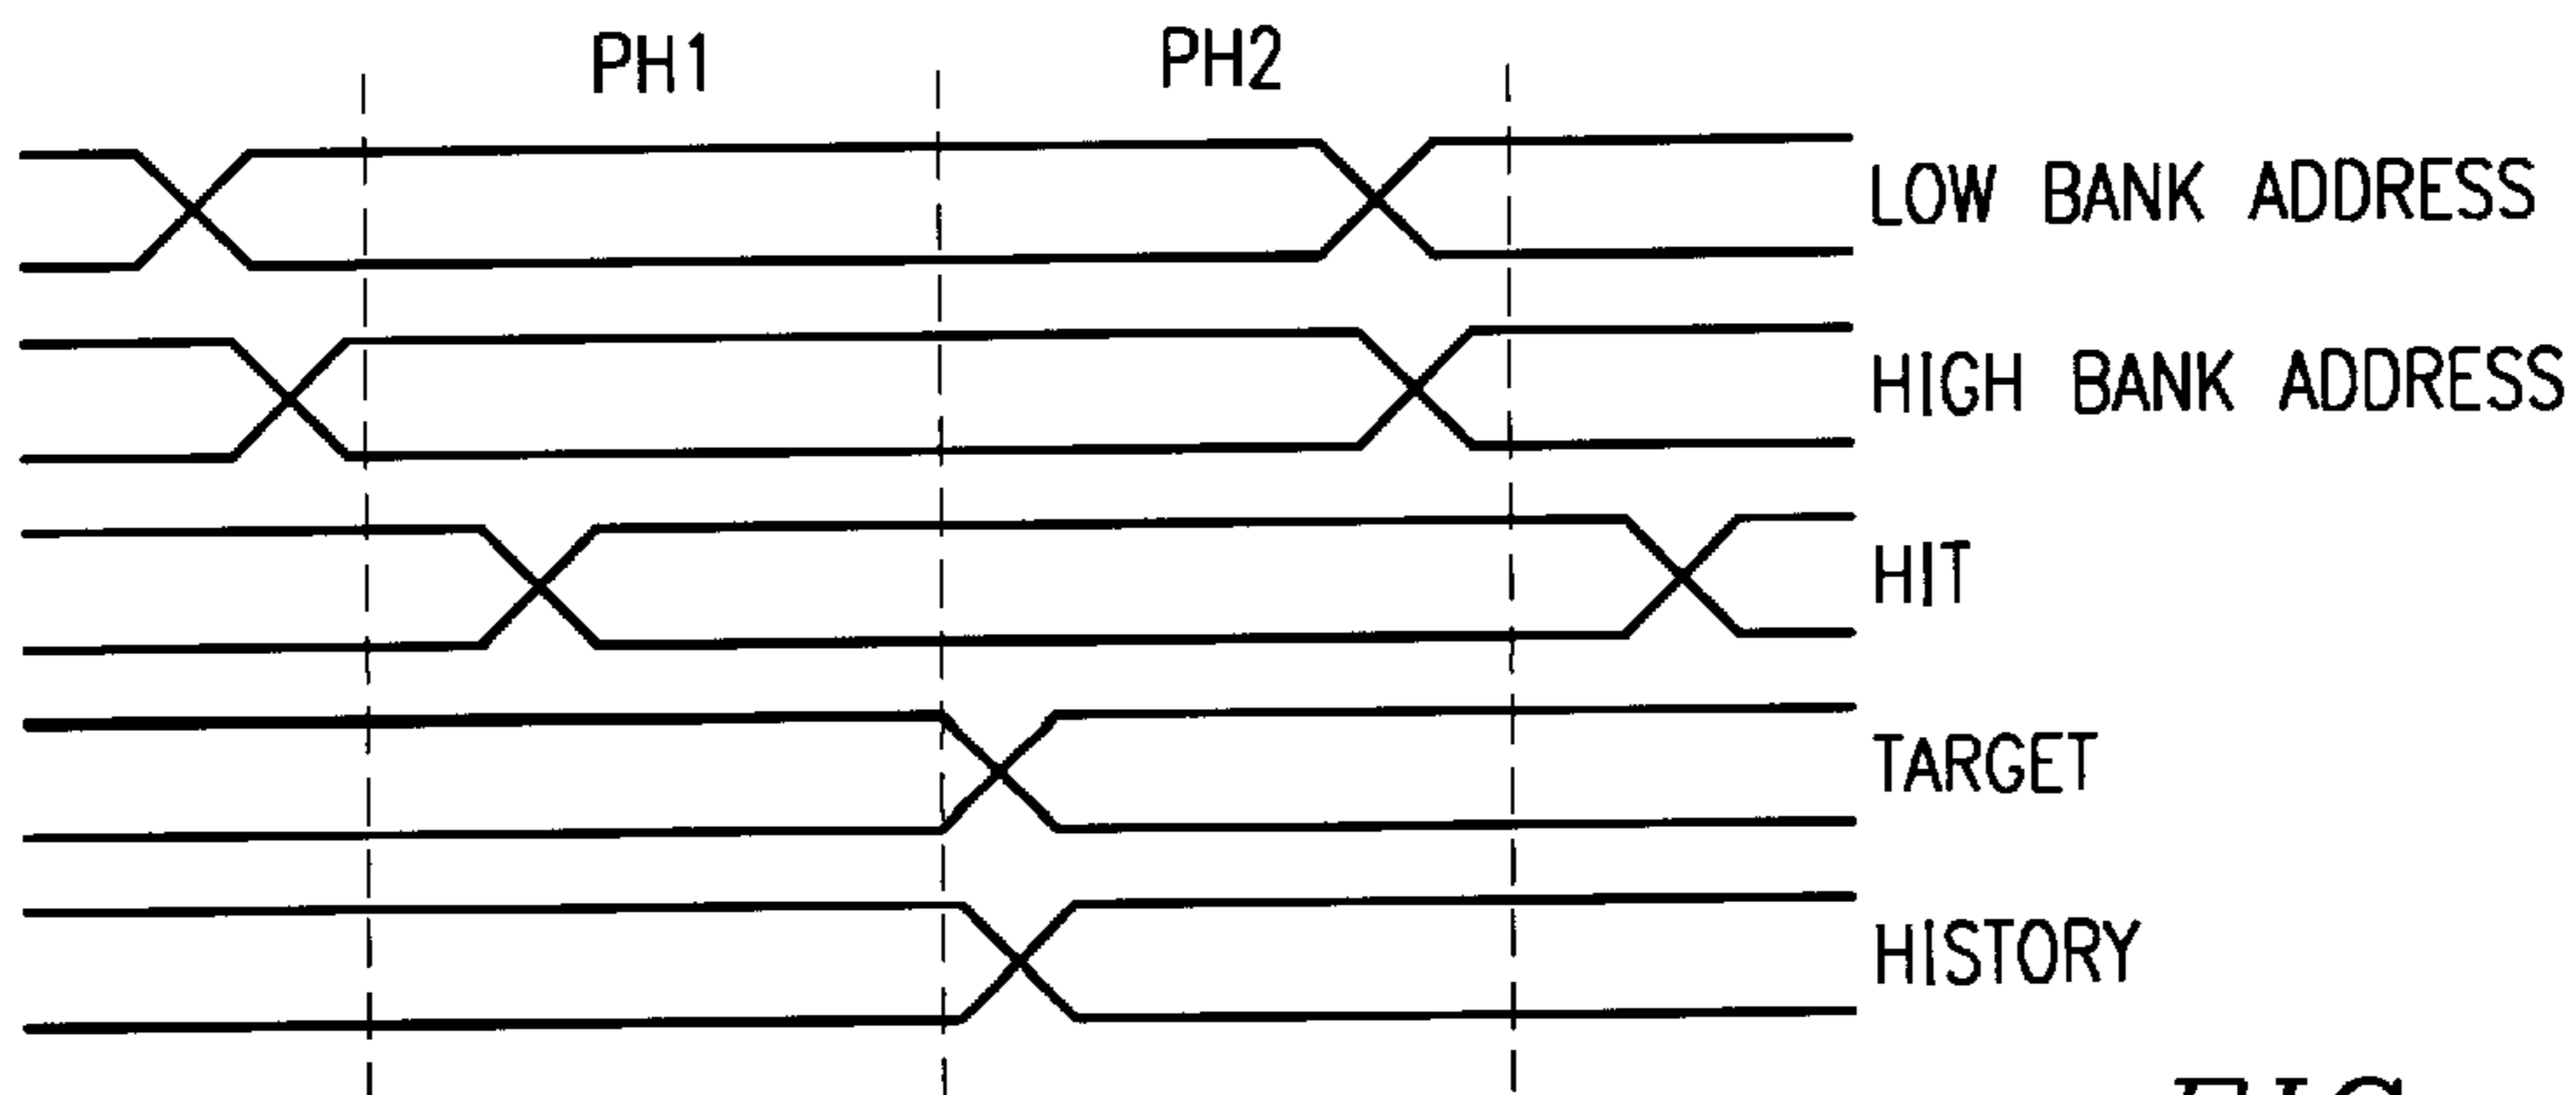 PH1 PH2
LOW BANK ADDRESS
HIGH BANK ADDRESS
HIT
TARGET
HISTORY